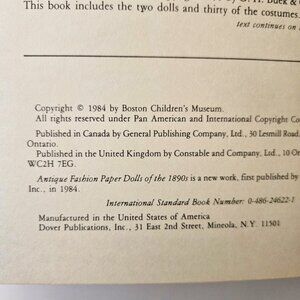 This book includes the two dolls and thirty of the costumes.
text continues on
Copyright © 1984 by Boston Children's Museum.
All rights reserved under Pan American and International Copyright
Published in Canada by General Publishing Company, Ltd., 30 Lesmill Road,
Ontario.
Published in the United Kingdom by Constable and Company, Ltd., 10
WC2H 7EG.
Antique Fashion Paper Dolls of the 1890s is a new work, first published by
Inc., in 1984.
International Standard Book Number: 0-486-24622-1
Manufactured in the United States of America
Dover Publications, Inc., 31 East 2nd Street, Mineola, N.Y. 11501